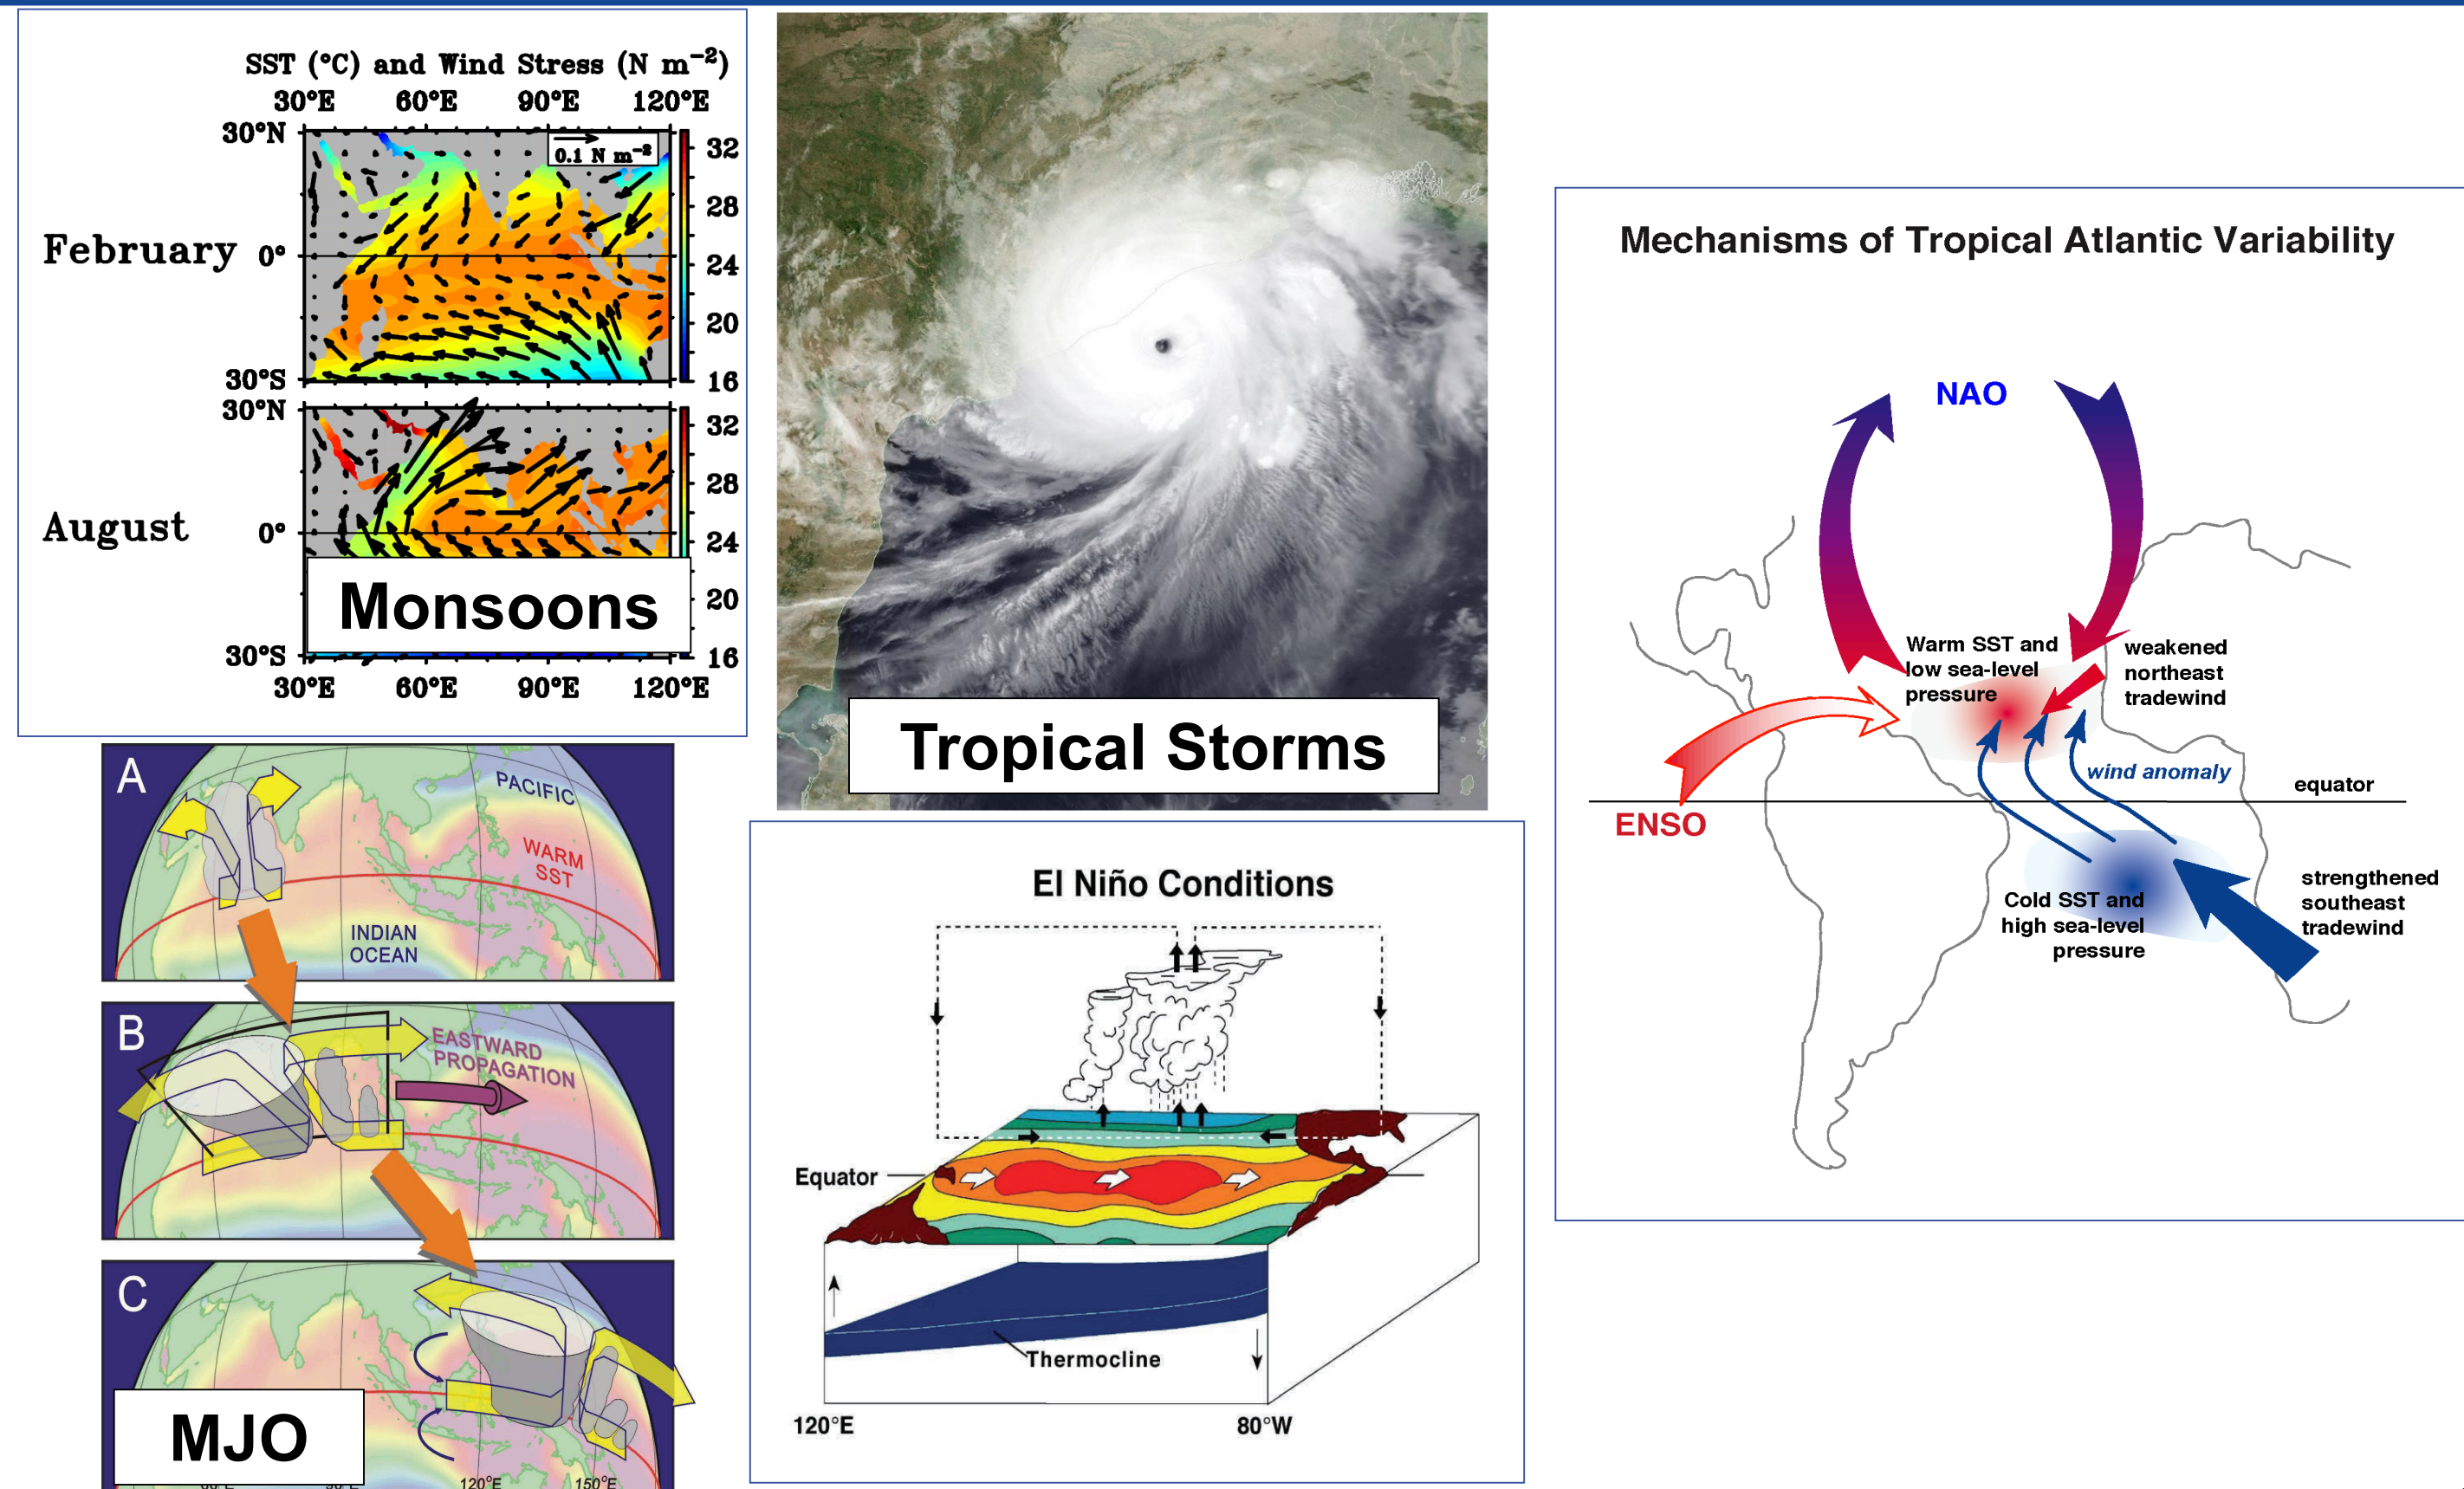 SST (°C) and Wind Stress (N m⁻²)
30°E 60°E 90°E 120°E
30°N
0.1 N m⁻²
32
28
February 0°
24
20
30°S
16
30°N
32
28
August 0°
24
Monsoons
20
30°S
16
30°E 60°E 90°E 120°E
Tropical Storms
A
PACIFIC
WARM
SST
INDIAN
OCEAN
B
EASTWARD
PROPAGATION
C
MJO
120°E 150°E
El Niño Conditions
Equator
Thermocline
120°E 80°W
Mechanisms of Tropical Atlantic Variability
NAO
Warm SST and
low sea-level
pressure
weakened
northeast
tradewind
wind anomaly
equator
ENSO
Cold SST and
high sea-level
pressure
strengthened
southeast
tradewind